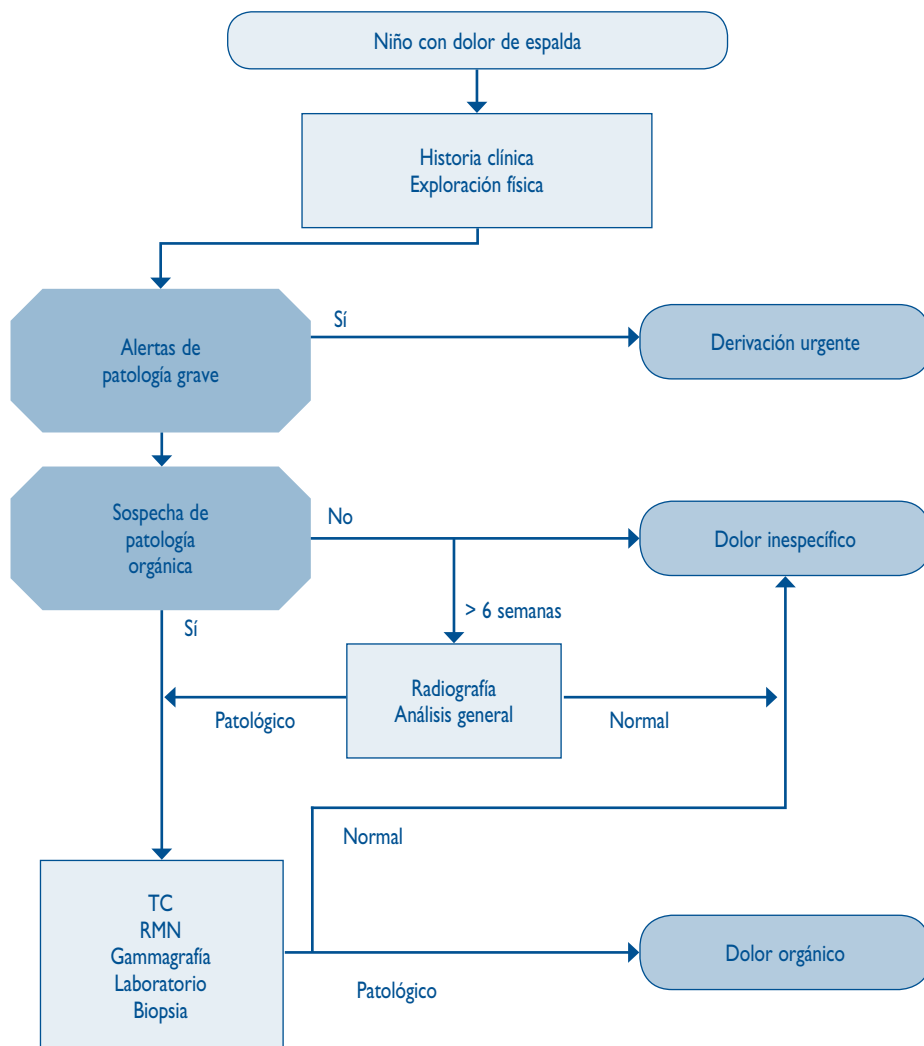 Niño con dolor de espalda
Historia clínica
Exploración física
Alertas de
patología grave
Sí
Derivación urgente
Sospecha de
patología
orgánica
No
Dolor inespecífico
> 6 semanas
Sí
Radiografía
Análisis general
Patológico
Normal
Normal
TC
RMN
Gammagrafía
Laboratorio
Biopsia
Patológico
Dolor orgánico